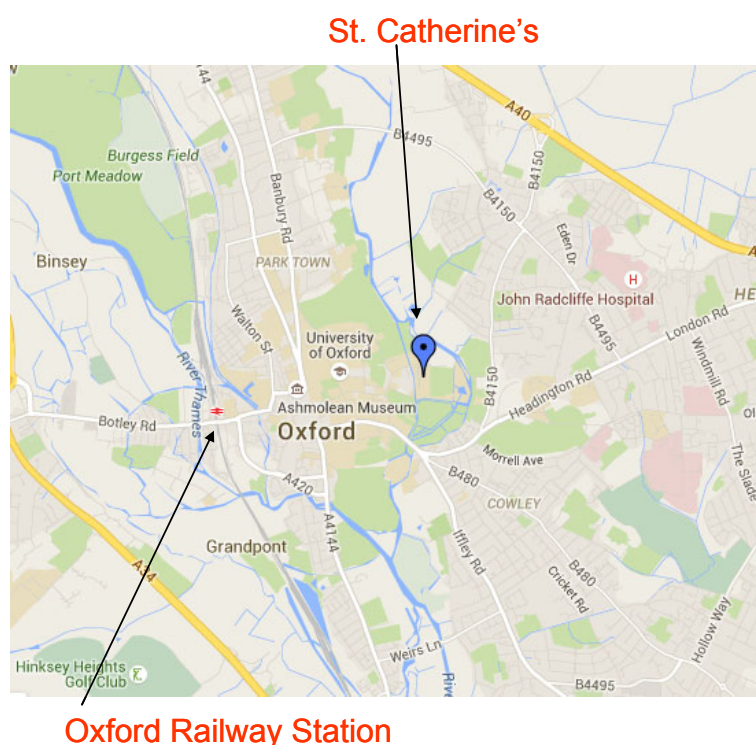 St. Catherine's
A40
B4495
B4150
44
Burgess Field
Port Meadow
Banbury Rd
B4150
Eden Dr
Binsey
PARK TOWN
H
John Radcliffe Hospital
HE
London Rd
Walton St
University
of Oxford
B4495
Windmill Rd
River Thames
B4150
Headington Rd
Ashmolean Museum
Botley Rd
Oxford
Morrell Ave
The Slade
A420
B480
COWLEY
A4144
Iffley Rd
Grandpont
A34
B480
Cricket Rd
Hollow Way
Weirs Ln
Hinksey Heights
Golf Club
B4495
Oxford Railway Station